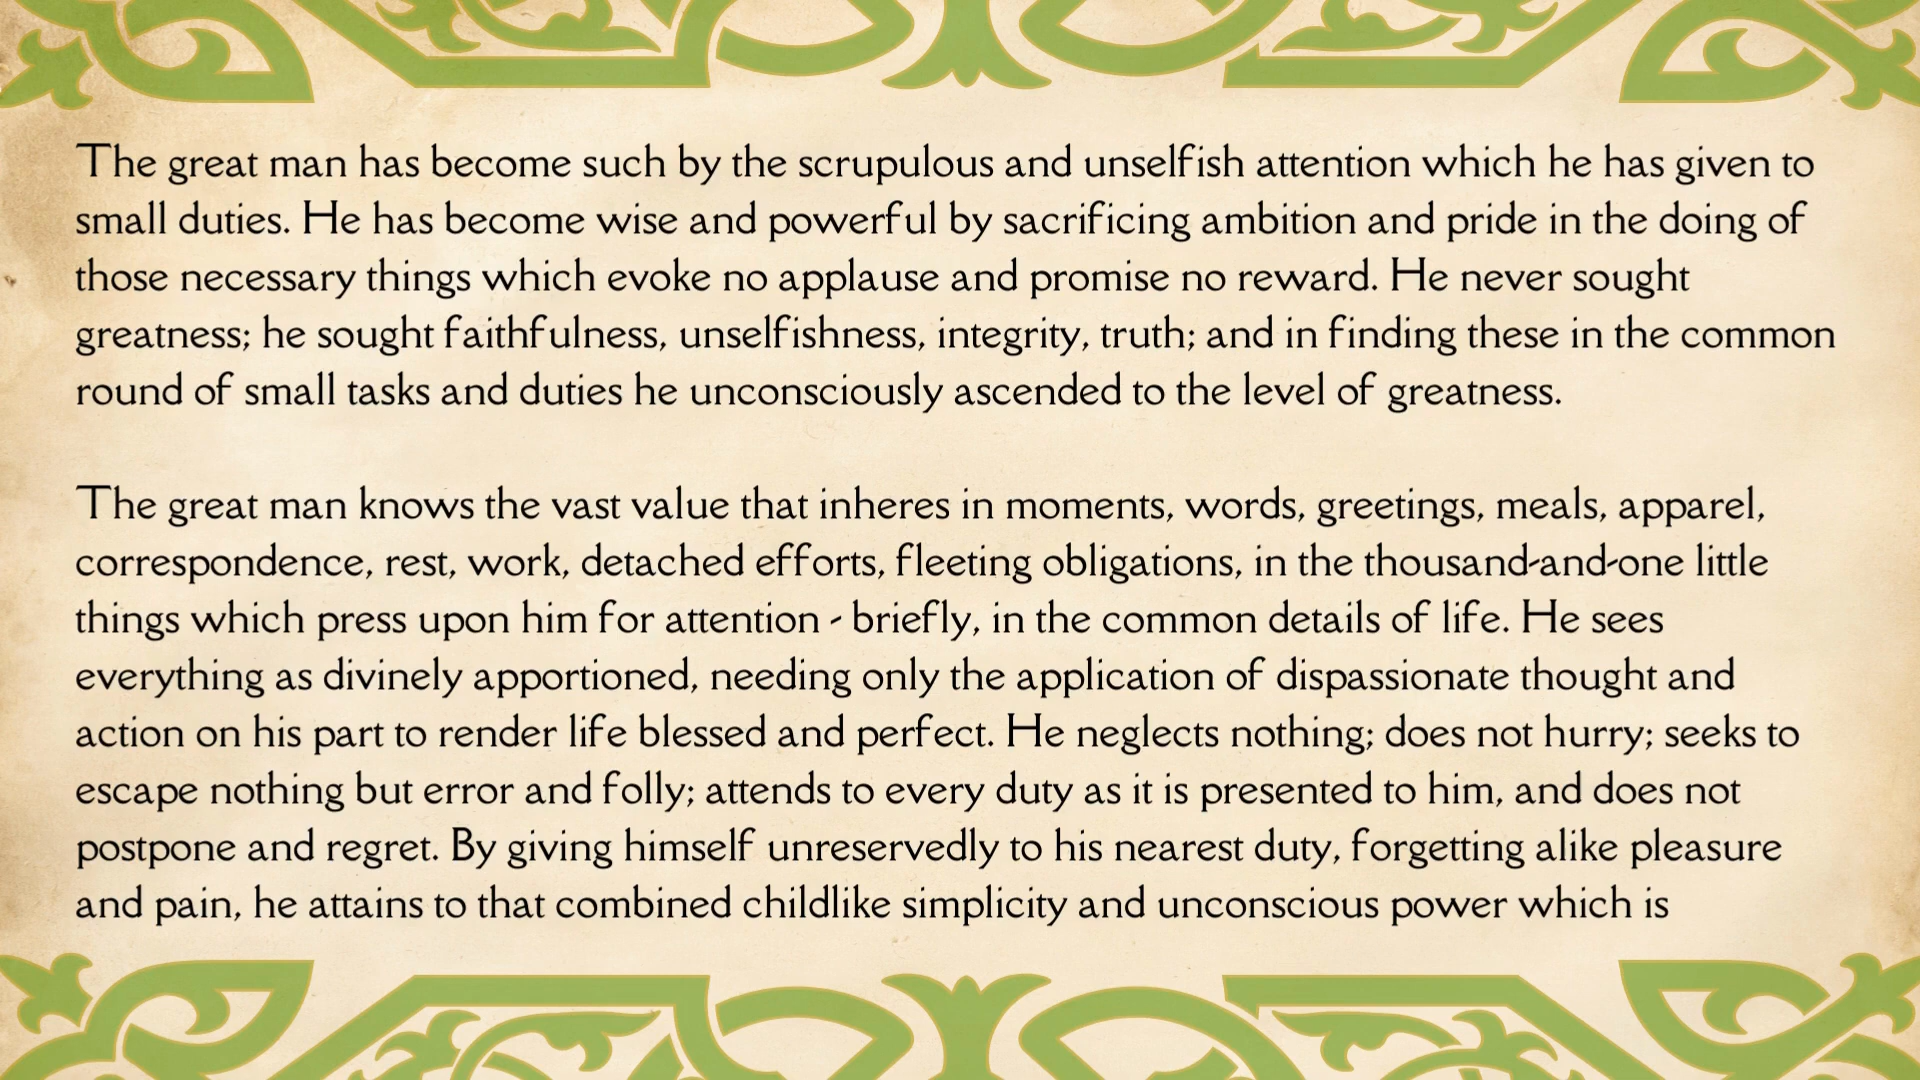 The great man has become such by the scrupulous and unselfish attention which he has given to
small duties. He has become wise and powerful by sacrificing ambition and pride in the doing of
those necessary things which evoke no applause and promise no reward. He never sought
greatness; he sought faithfulness, unselfishness, integrity, truth; and in finding these in the common
round of small tasks and duties he unconsciously ascended to the level of greatness.
The great man knows the vast value that inheres in moments, words, greetings, meals, apparel,
correspondence, rest, work, detached efforts, fleeting obligations, in the thousand-and-one little
things which press upon him for attention - briefly, in the common details of life. He sees
everything as divinely apportioned, needing only the application of dispassionate thought and
action on his part to render life blessed and perfect. He neglects nothing; does not hurry; seeks to
escape nothing but error and folly; attends to every duty as it is presented to him, and does not
postpone and regret. By giving himself unreservedly to his nearest duty, forgetting alike pleasure
and pain, he attains to that combined childlike simplicity and unconscious power which is